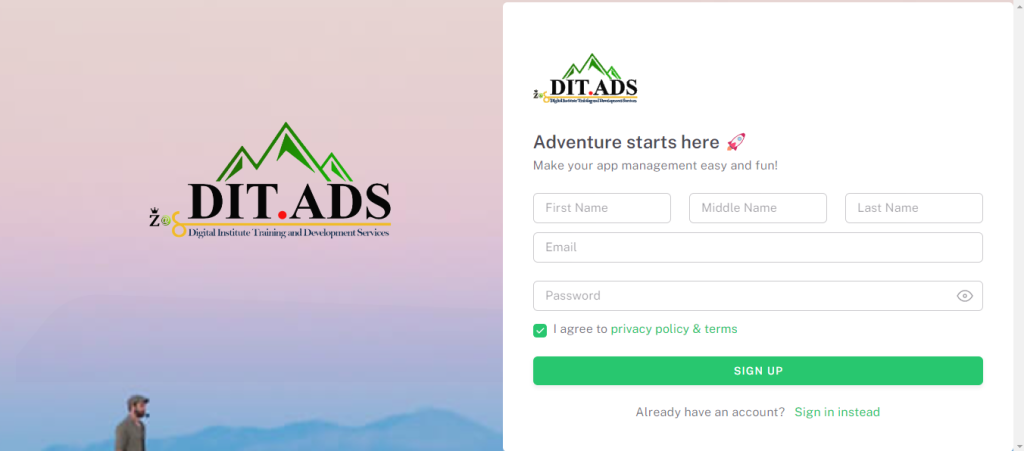 DIT.ADS
Digital Institute Training and Development Services
DIT.ADS
Digital Institute Training and Development Services
Adventure starts here 🚀
Make your app management easy and fun!
First Name
Middle Name
Last Name
Email
Password
I agree to privacy policy & terms
SIGN UP
Already have an account? Sign in instead